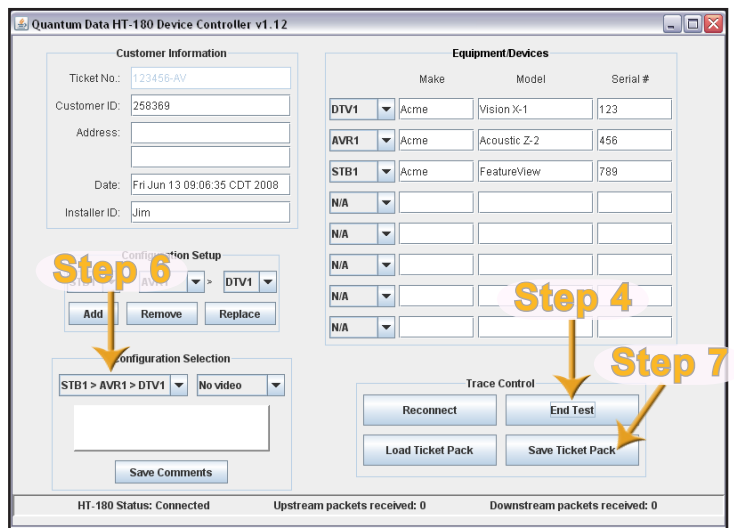 Quantum Data HT-180 Device Controller v1.12
Customer Information
Ticket No.: 123456-AV
Customer ID: 258369
Address:
Date: Fri Jun 13 09:06:35 CDT 2008
Installer ID: Jim
Equipment/Devices
Make Model Serial #
DTV1 Acme Vision X-1 123
AVR1 Acme Acoustic Z-2 456
STB1 Acme FeatureView 789
N/A
N/A
N/A
N/A
N/A
Configuration Setup
Step 6
STB1 > AVR1 > DTV1
Add Remove Replace
Configuration Selection
STB1 > AVR1 > DTV1 No video
Save Comments
Step 4
Step 7
Trace Control
Reconnect End Test
Load Ticket Pack Save Ticket Pack
HT-180 Status: Connected Upstream packets received: 0 Downstream packets received: 0